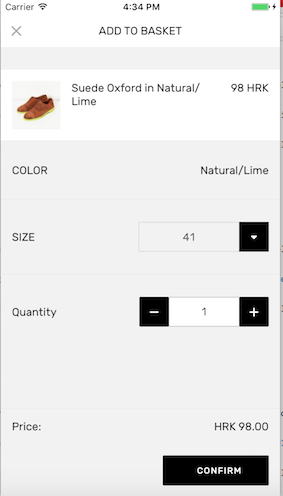 Carrier 4:34 PM
ADD TO BASKET
Suede Oxford in Natural/ 98 HRK
Lime
COLOR Natural/Lime
SIZE 41
Quantity 1
Price: HRK 98.00
CONFIRM